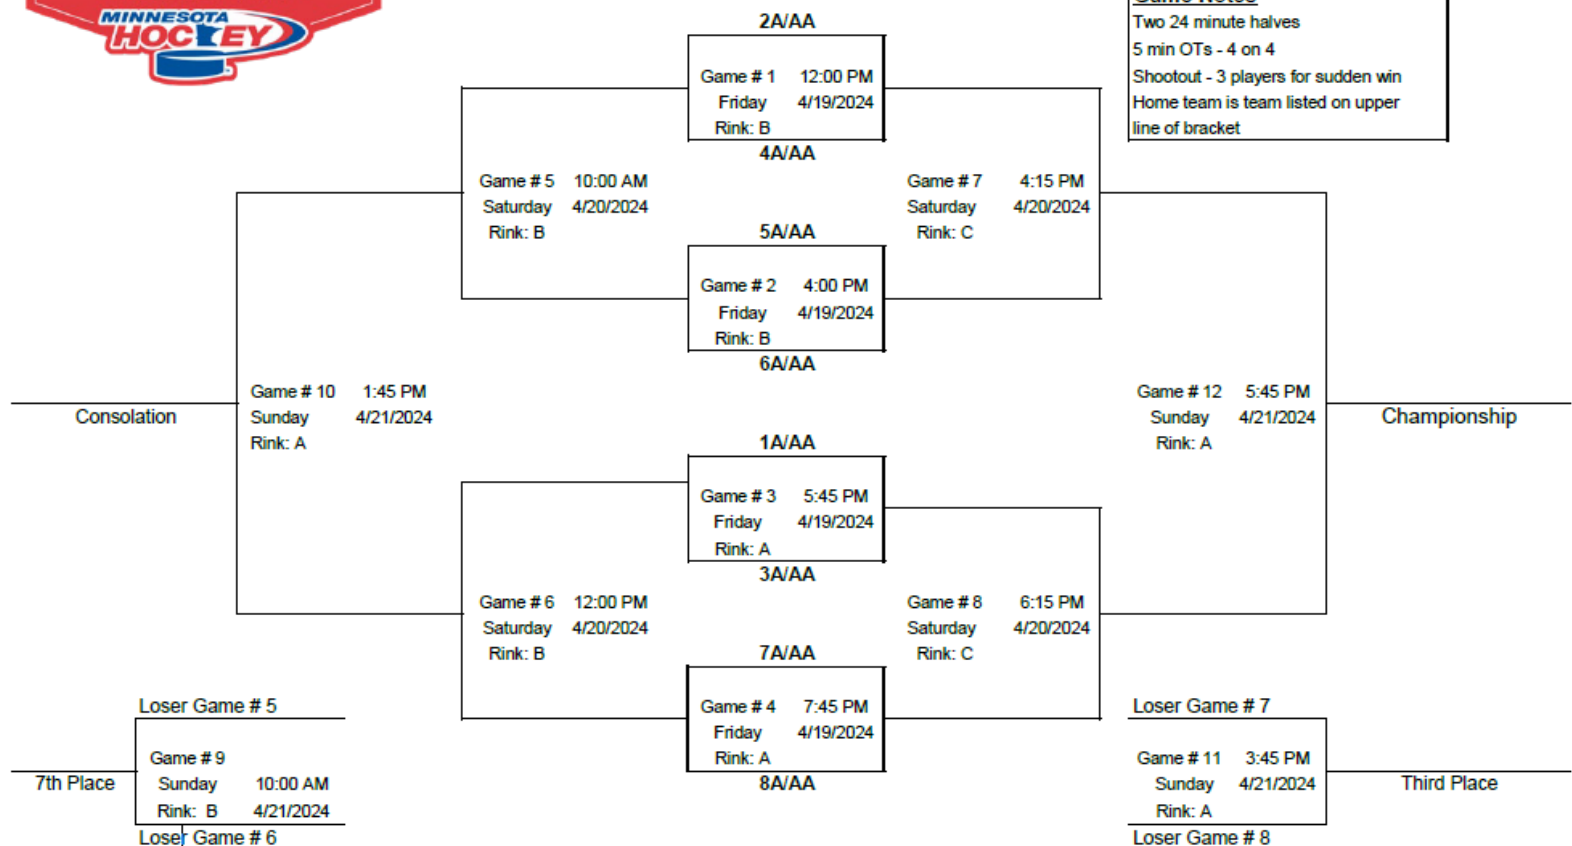 MINNESOTA
HOCKEY
Game Notes
Two 24 minute halves
5 min OTs - 4 on 4
Shootout - 3 players for sudden win
Home team is team listed on upper
line of bracket
2A/AA
Game # 1 12:00 PM
Friday 4/19/2024
Rink: B
4A/AA
Game # 5 10:00 AM
Saturday 4/20/2024
Rink: B
Game # 7 4:15 PM
Saturday 4/20/2024
Rink: C
5A/AA
Game # 2 4:00 PM
Friday 4/19/2024
Rink: B
6A/AA
Game # 10 1:45 PM
Sunday 4/21/2024
Rink: A
Consolation
Game # 12 5:45 PM
Sunday 4/21/2024
Rink: A
Championship
1A/AA
Game # 3 5:45 PM
Friday 4/19/2024
Rink: A
3A/AA
Game # 6 12:00 PM
Saturday 4/20/2024
Rink: B
Game # 8 6:15 PM
Saturday 4/20/2024
Rink: C
7A/AA
Game # 4 7:45 PM
Friday 4/19/2024
Rink: A
8A/AA
Loser Game # 5
Game # 9
Sunday 10:00 AM
Rink: B 4/21/2024
Loser Game # 6
7th Place
Loser Game # 7
Game # 11 3:45 PM
Sunday 4/21/2024
Rink: A
Loser Game # 8
Third Place